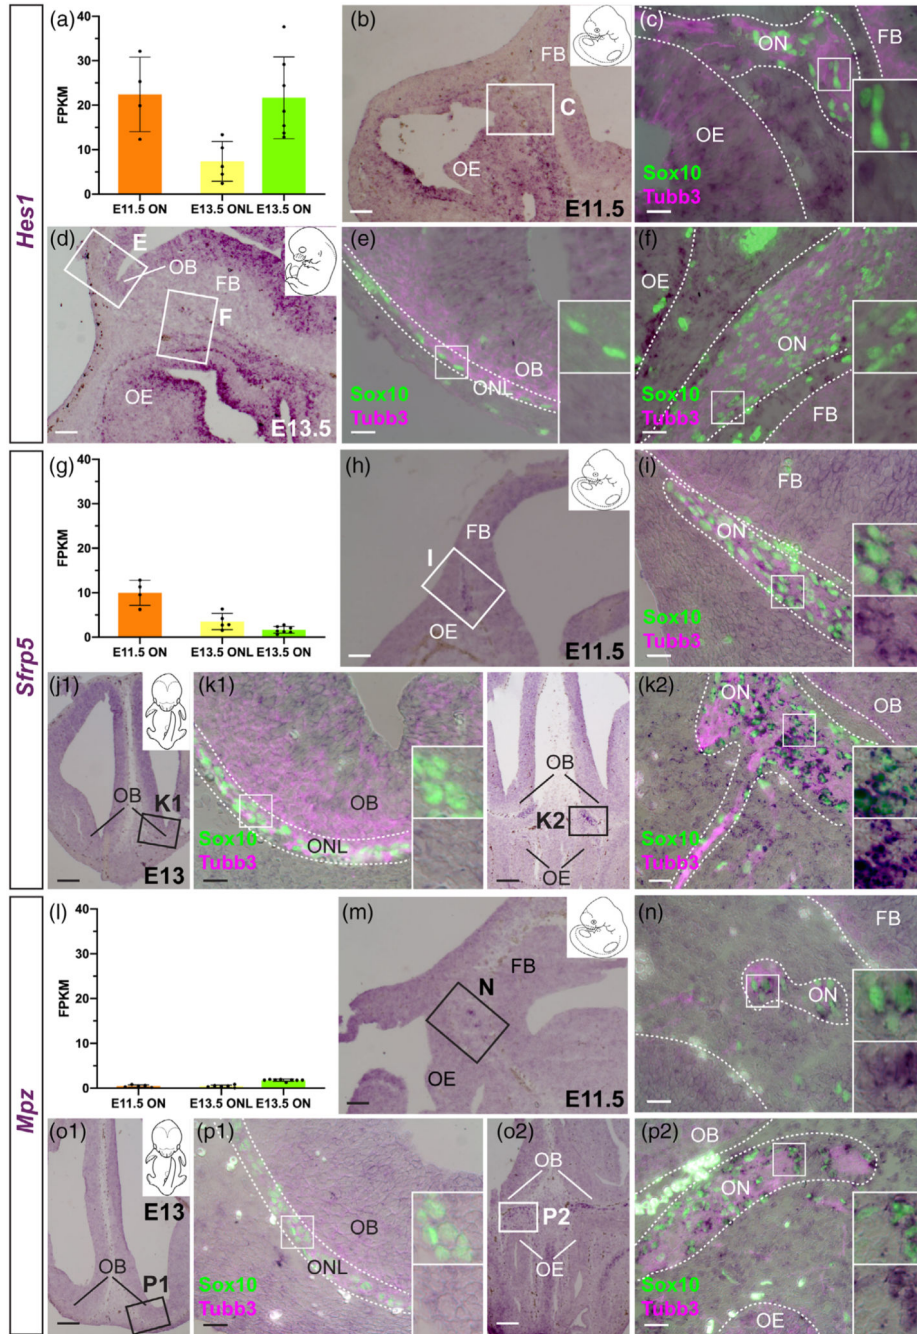 Hes1
(a)
FPKM
40
30
20
10
0
E11.5 ON
E13.5 ONL
E13.5 ON
(b)
FB
C
OE
E11.5
(c)
ON
FB
OE
Sox10
Tubb3
(d)
E
OB
FB
F
OE
E13.5
(e)
OB
ONL
Sox10
Tubb3
(f)
OE
ON
FB
Sox10
Tubb3
Sfrp5
(g)
FPKM
40
30
20
10
0
E11.5 ON
E13.5 ONL
E13.5 ON
(h)
FB
I
OE
E11.5
(i)
FB
ON
Sox10
Tubb3
(j1)
OB
K1
E13
(k1)
OB
ONL
Sox10
Tubb3
OB
K2
OE
(k2)
ON
OB
Sox10
Tubb3
Mpz
(l)
FPKM
40
30
20
10
0
E11.5 ON
E13.5 ONL
E13.5 ON
(m)
FB
N
OE
E11.5
(n)
FB
ON
Sox10
Tubb3
(o1)
E13
OB
P1
(p1)
OB
ONL
Sox10
Tubb3
(o2)
OB
P2
OE
(p2)
OB
ON
Sox10
Tubb3
OE